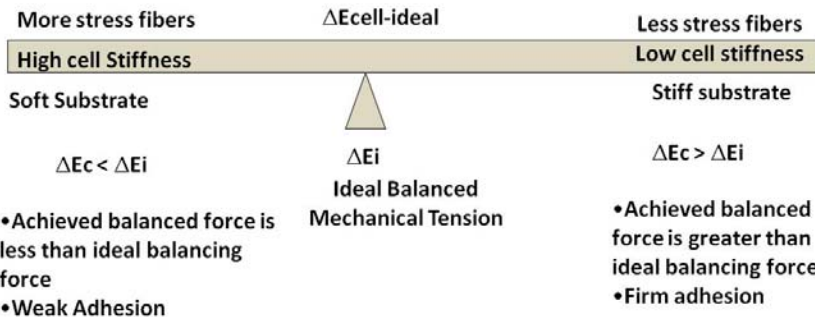 More stress fibers
ΔEcell-ideal
Less stress fibers
High cell Stiffness
Low cell stiffness
Soft Substrate
Stiff substrate
ΔEc < ΔEi
ΔEi
ΔEc > ΔEi
Ideal Balanced
Mechanical Tension
•Achieved balanced force is
less than ideal balancing
force
•Weak Adhesion
•Achieved balanced
force is greater than
ideal balancing force
•Firm adhesion